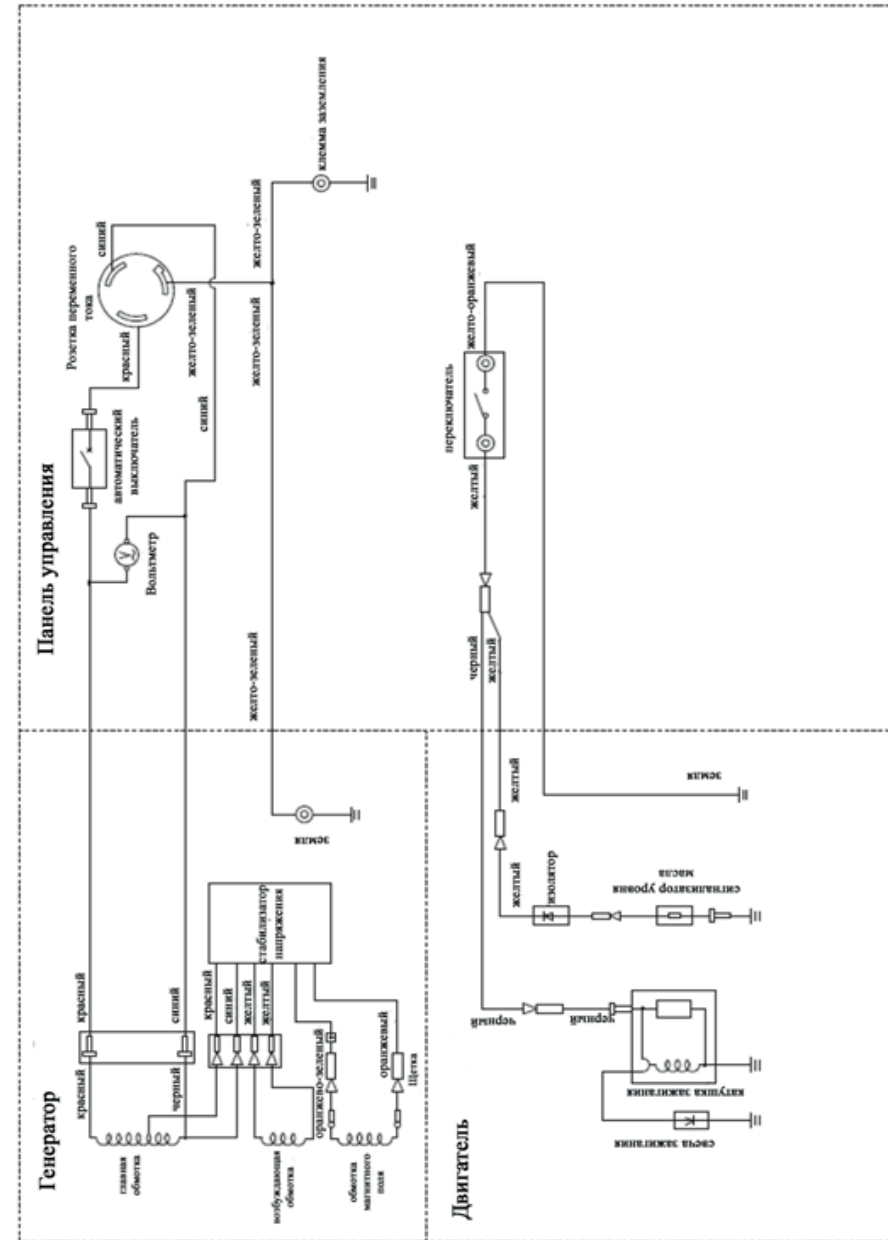 Панель управления
Розетка переменного
тока
синий
красный
желто-зеленый
автоматический
выключатель
синий
Вольтметр
желто-зеленый
желто-зеленый
клемма заземления
желто-зеленый
переключатель
желто-оранжевый
желтый
черный
желтый
Генератор
красный
синий
красный
черный
главная
обмотка
возбуждающая
обмотка
обмотка
магнитного
поля
красный
синий
желтый
желтый
оранжево-зеленый
оранжевый
Щетка
стабилизатор
напряжения
земля
Двигатель
желтый
желтый
изолятор
сигнализатор уровня
масла
земля
черный
черный
катушка зажигания
свеча зажигания